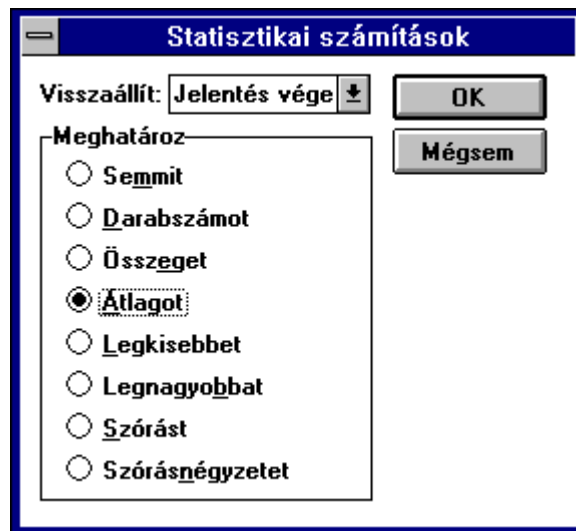 Statisztikai számítások
Visszaállít: Jelentés vége
OK
Mégsem
Meghatároz
Semmit
Darabszámot
Összeget
Átlagot
Legkisebbet
Legnagyobbat
Szórást
Szórásnégyzetet